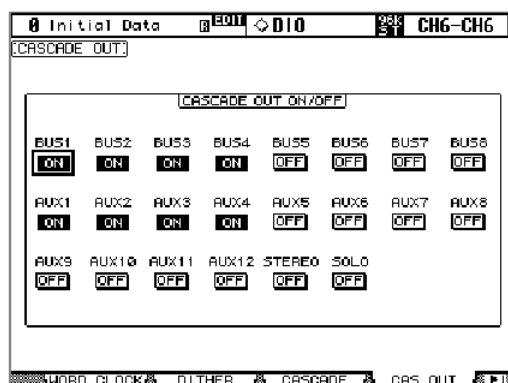 0 Initial Data EDIT DIO 96k ST CH6-CH6
CASCADE OUT
CASCADE OUT ON/OFF
BUS1 BUS2 BUS3 BUS4 BUS5 BUS6 BUS7 BUS8
ON ON ON ON OFF OFF OFF OFF
AUX1 AUX2 AUX3 AUX4 AUX5 AUX6 AUX7 AUX8
ON ON ON ON OFF OFF OFF OFF
AUX9 AUX10 AUX11 AUX12 STEREO SOLO
OFF OFF OFF OFF OFF OFF
WORD CLOCK DITHER CASCADE CAS OUT